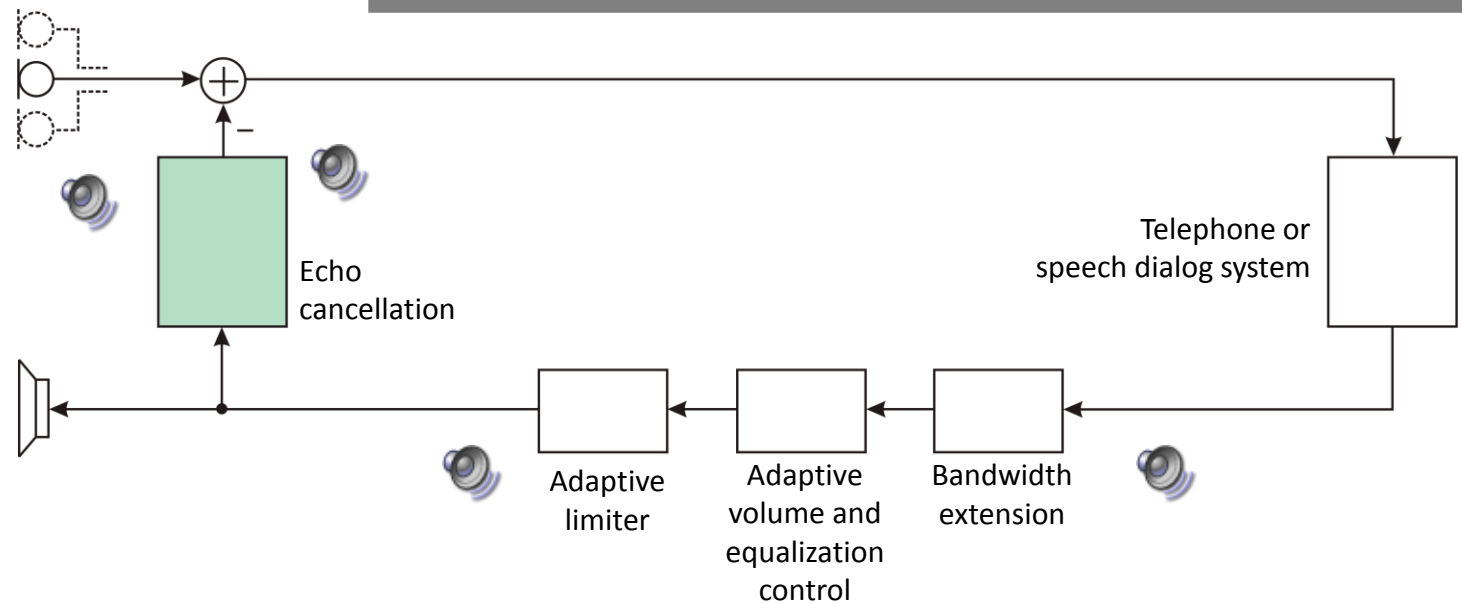 –
Echo
cancellation
Telephone or
speech dialog system
Adaptive
limiter
Adaptive
volume and
equalization
control
Bandwidth
extension